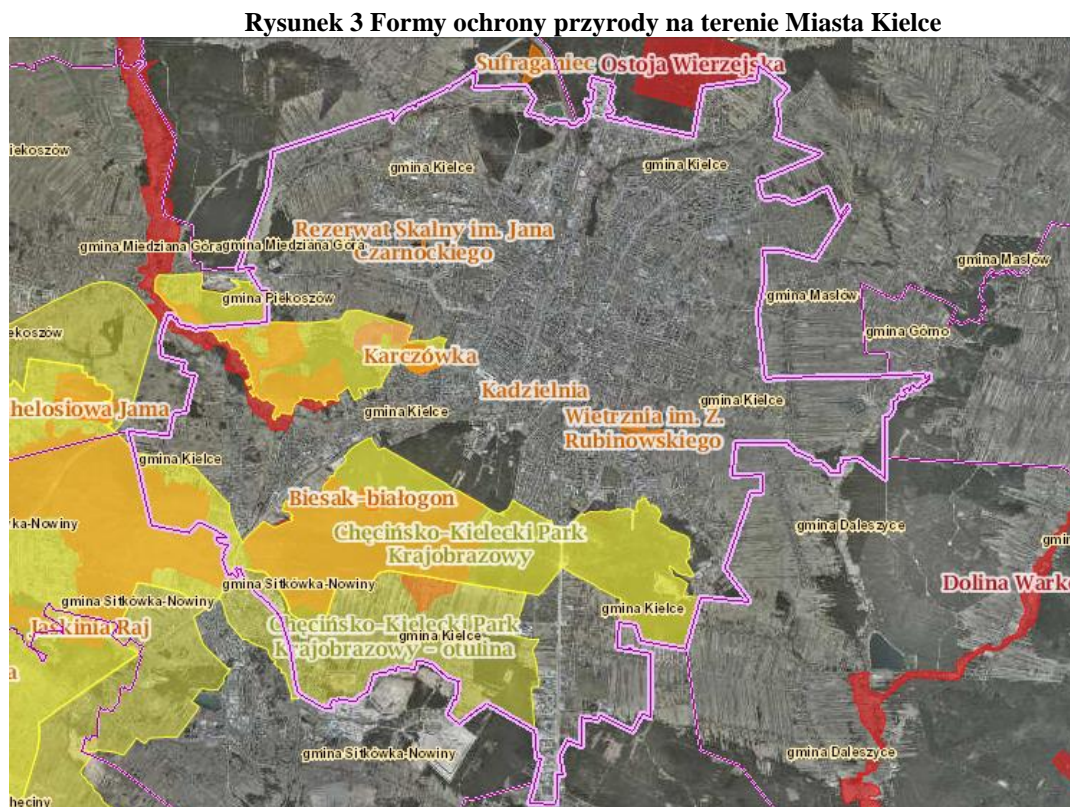 Rysunek 3 Formy ochrony przyrody na terenie Miasta Kielce
Sufraganiec
Ostoja Wierzejska
iekoszów
gmina Kielce
gmina Kielce
Rezerwat Skalny im. Jana
Czarnockiego
gmina Miedziana Góra
gmina Miedziana Góra
gmina Masłów
gmina Piekoszów
gmina Masłów
ekoszów
gmina Górno
Karczówka
Kadzielnia
gmina Kielce
helosiowa Jama
gmina Kielce
Wietrznia im. Z.
Rubinowskiego
gmina Kielce
Biesak-białogon
ka-Nowiny
gmina Daleszyce
gmin
Chęcińsko-Kielecki Park
Krajobrazowy
gmina Sitkówka-Nowiny
Dolina Warko
gmina Sitkówka-Nowiny
gmina Kielce
Jaskinia Raj
Chęcińsko-Kielecki Park
Krajobrazowy - otulina
gmina Kielce
a
gmina Sitkówka-Nowiny
gmina Daleszyce
hęciny